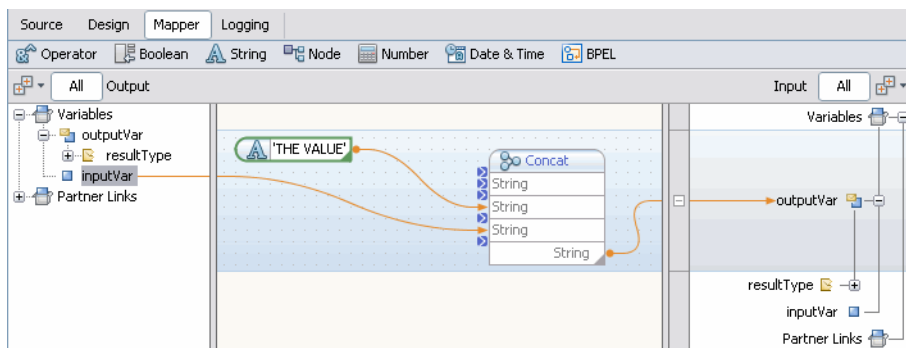 Source Design Mapper Logging
Operator Boolean String Node Number Date & Time BPEL
All Output Input All
Variables
outputVar
resultType
inputVar
Partner Links
'THE VALUE'
Concat
String
String
String
String
Variables
outputVar
resultType
inputVar
Partner Links